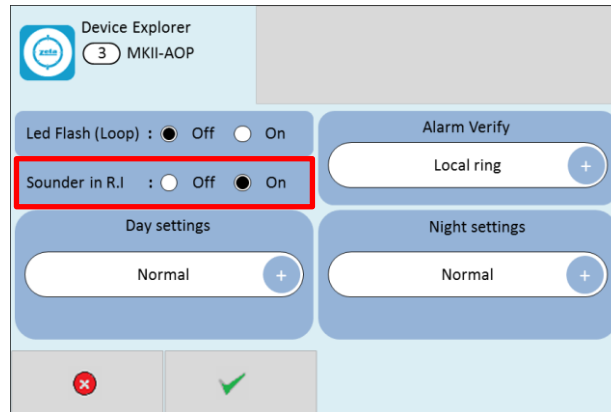 Device Explorer
zeta
3 MKII-AOP
Led Flash (Loop) : Off On
Sounder in R.I : Off On
Alarm Verify
Local ring +
Day settings
Normal +
Night settings
Normal +